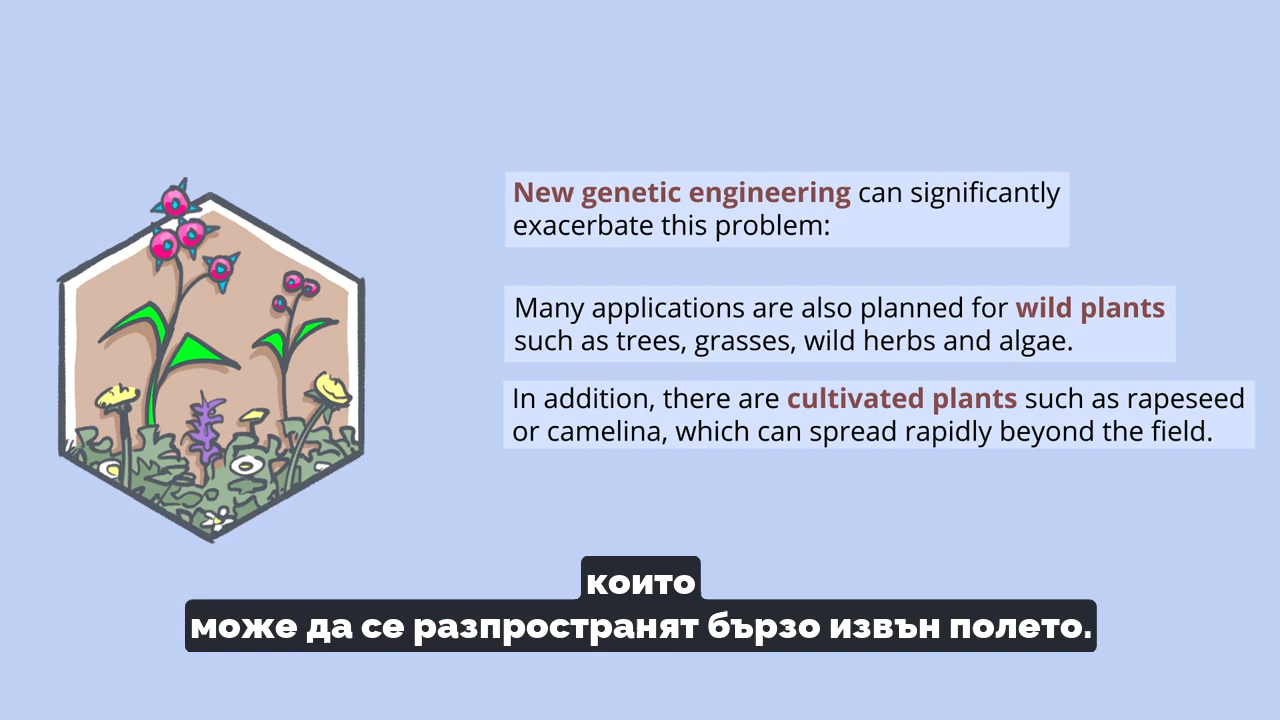 New genetic engineering can significantly
exacerbate this problem:
Many applications are also planned for wild plants
such as trees, grasses, wild herbs and algae.
In addition, there are cultivated plants such as rapeseed
or camelina, which can spread rapidly beyond the field.
които
може да се разпространят бързо извън полето.